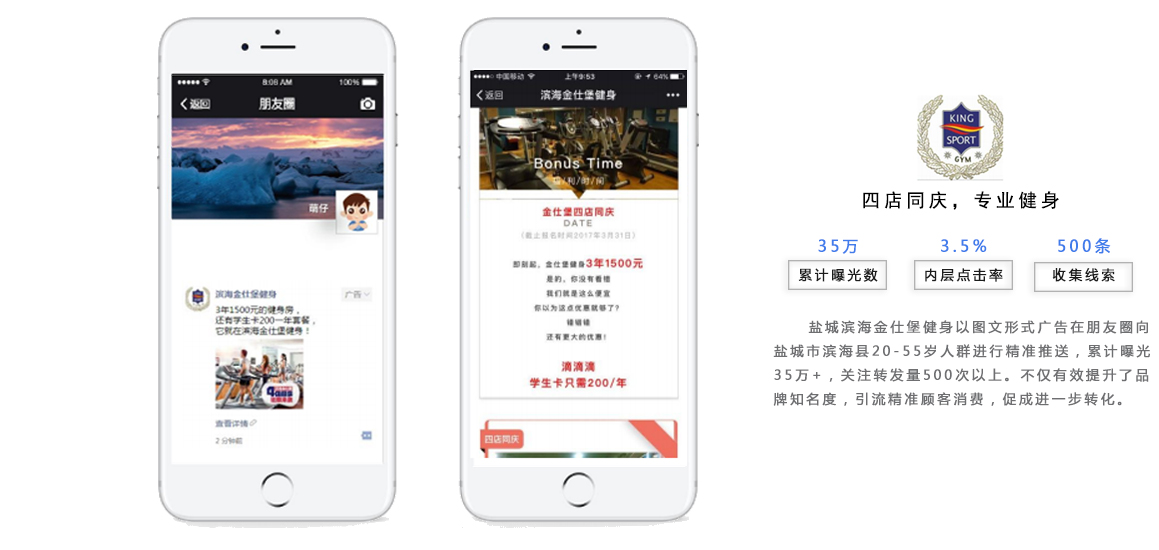 8:08 AM
100%
返回
朋友圈
萌仔
滨海金仕堡健身
广告
3年1500元的健身房，
还有学生卡200一年套餐，
它就在滨海金仕堡健身！
查看详情
2 分钟前
中国移动
上午9:53
64%
返回
滨海金仕堡健身
Bonus Time
福/利/时/间
金仕堡四店同庆
DATE
（截止报名时间2017年3月31日）
即刻起，金仕堡健身3年1500元
是的，你没有看错
我们就是这么便宜
你以为这点优惠就够了？
错错错
还有更大的优惠！
滴滴滴
学生卡只需200/年
四店同庆
KING
SPORT
GYM
四店同庆，专业健身
35万
3.5%
500条
累计曝光数
内层点击率
收集线索
盐城滨海金仕堡健身以图文形式广告在朋友圈向
盐城市滨海县20-55岁人群进行精准推送，累计曝光
35万+，关注转发量500次以上。不仅有效提升了品
牌知名度，引流精准顾客消费，促成进一步转化。